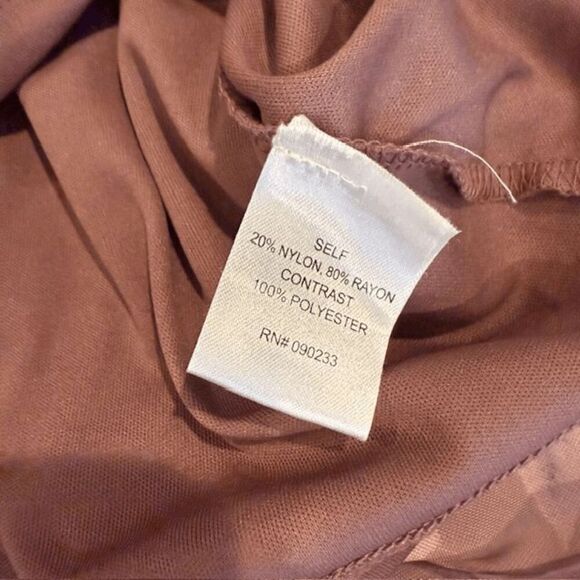 SELF
20% NYLON, 80% RAYON
CONTRAST
100% POLYESTER
RN# 090233